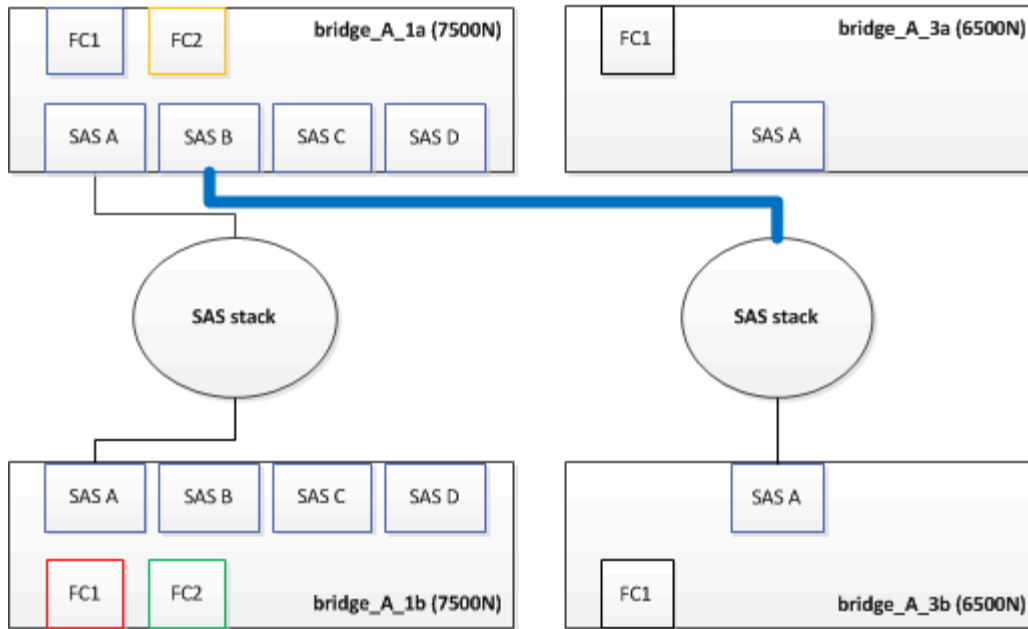 bridge_A_1a (7500N)
FC1
FC2
SAS A
SAS B
SAS C
SAS D
bridge_A_3a (6500N)
FC1
SAS A
SAS stack
SAS stack
SAS A
SAS B
SAS C
SAS D
FC1
FC2
bridge_A_1b (7500N)
SAS A
FC1
bridge_A_3b (6500N)